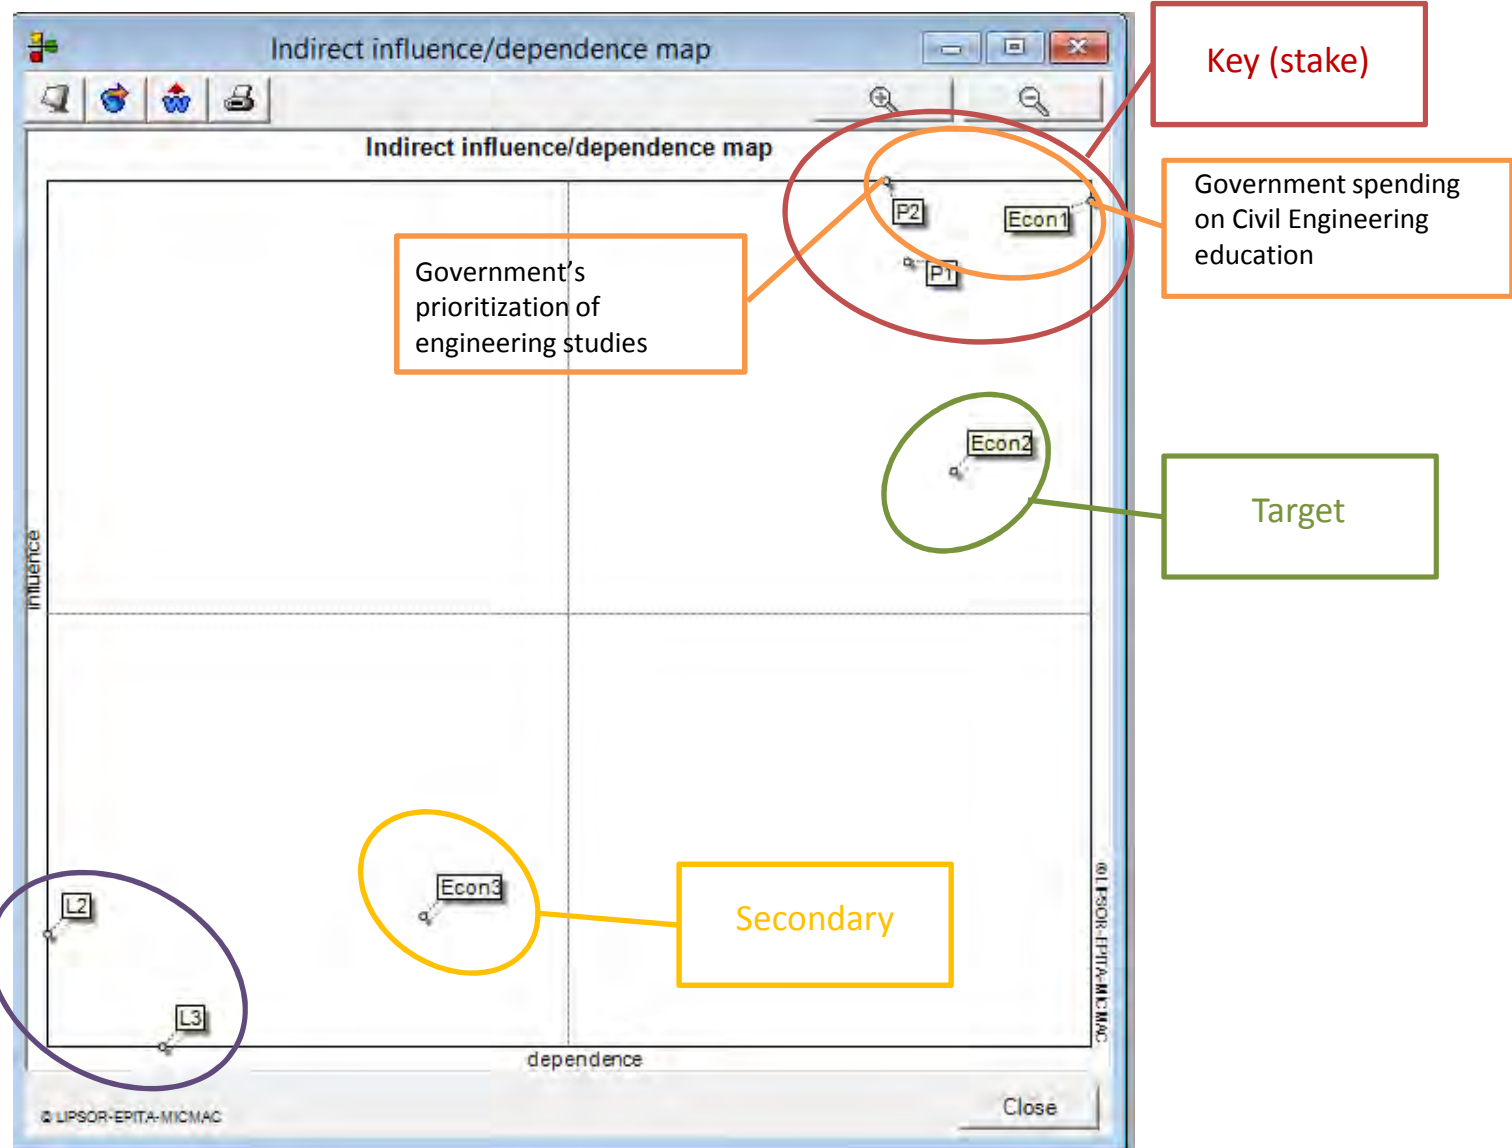 Indirect influence/dependence map
Key (stake)
Indirect influence/dependence map
P2
Econ1
P1
Government spending
on Civil Engineering
education
Government's
prioritization of
engineering studies
Econ2
Target
influence
Econ3
Secondary
L2
L3
©LIPSOR-EPITA-MICMAC
dependence
Close
© LIPSOR-EPITA-MICMAC